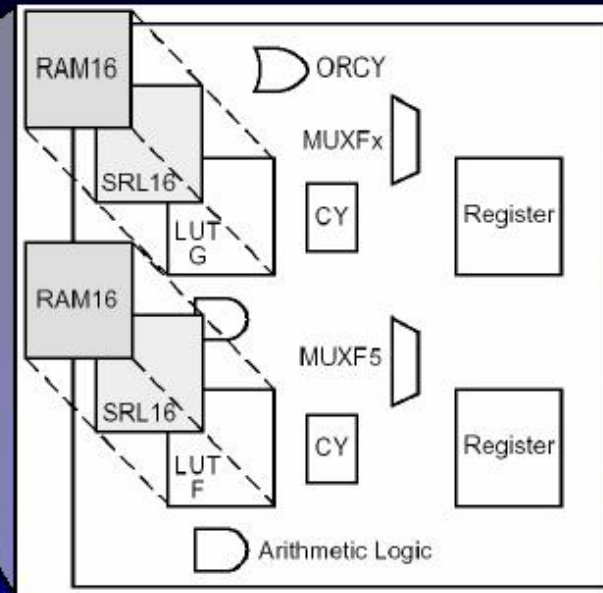 RAM16
ORCY
MUXFx
SRL16
CY
Register
LUT
G
RAM16
MUXF5
SRL16
CY
Register
LUT
F
Arithmetic Logic